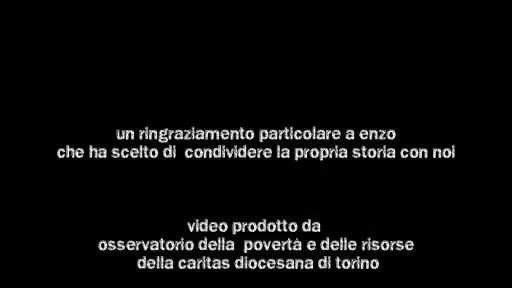 un ringraziamento particolare a enzo
che ha scelto di condividere la propria storia con noi
video prodotto da
osservatorio della povertà e delle risorse
della caritas diocesana di torino